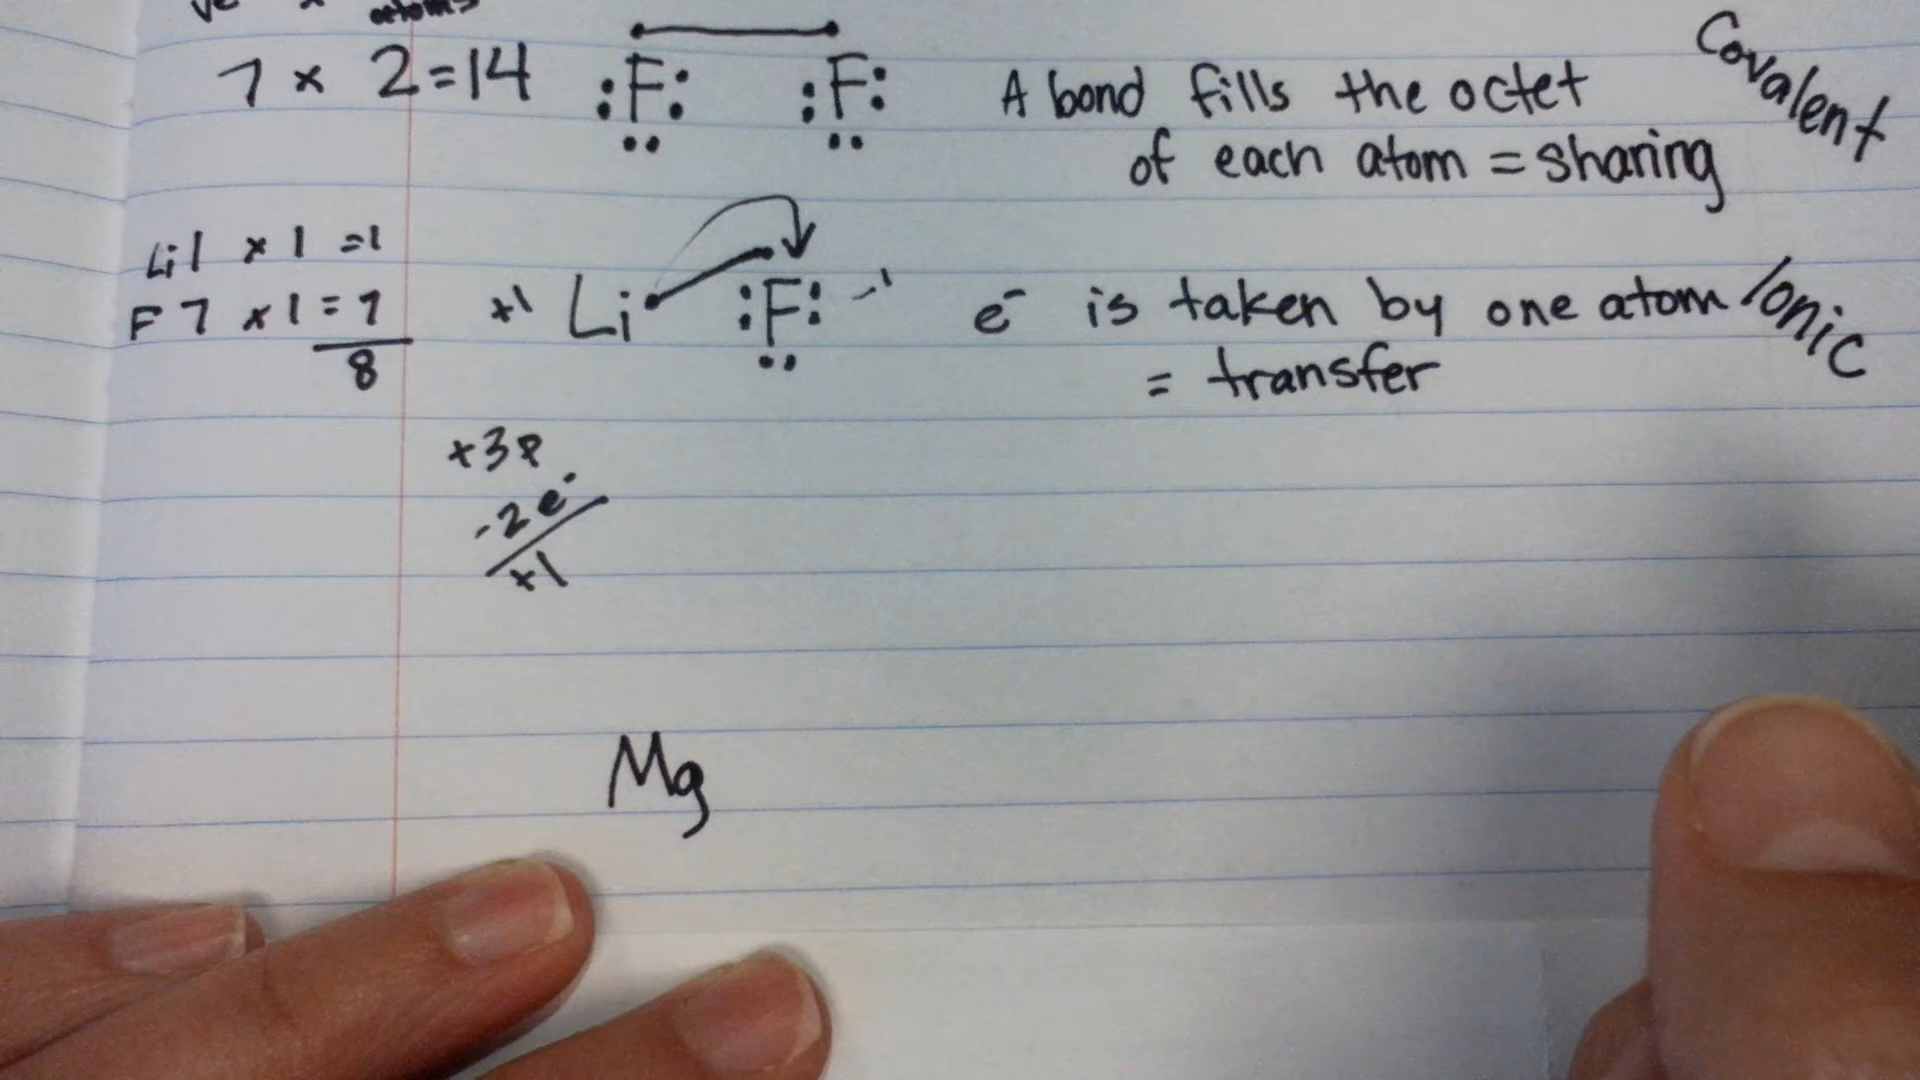 atoms
7 x 2=14 :F: :F: A bond fills the octet Covalent
of each atom = sharing
Li 1 x 1 =1
F 7 x 1 = 7 +1 Li :F: -1 e⁻ is taken by one atom Ionic
8 = transfer
+3P
-2e⁻
+1
Mg